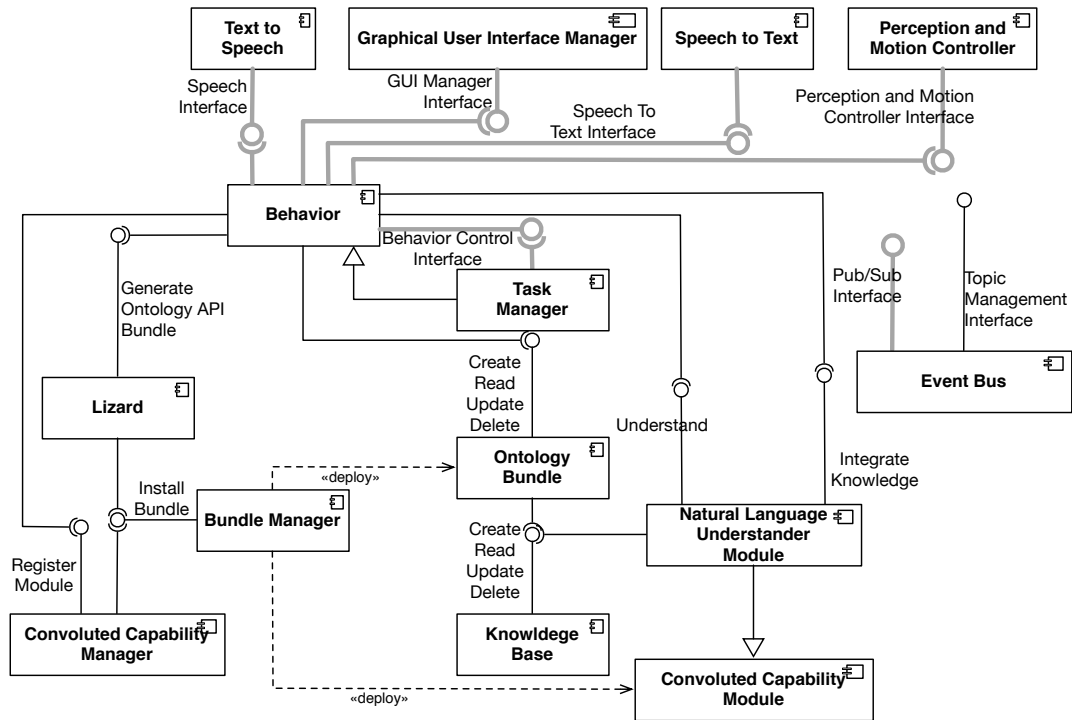 Text to
Speech
Graphical User Interface Manager
Speech to Text
Perception and
Motion Controller
Speech
Interface
GUI Manager
Interface
Speech To
Text Interface
Perception and Motion
Controller Interface
Behavior
Behavior Control
Interface
Generate
Ontology API
Bundle
Task
Manager
Pub/Sub
Interface
Topic
Management
Interface
Create
Read
Update
Delete
Event Bus
Lizard
Understand
Ontology
Bundle
Integrate
Knowledge
«deploy»
Install
Bundle
Bundle Manager
Natural Language
Understander
Module
Create
Read
Update
Delete
Register
Module
Convoluted Capability
Manager
Knowldege
Base
Convoluted Capability
Module
«deploy»